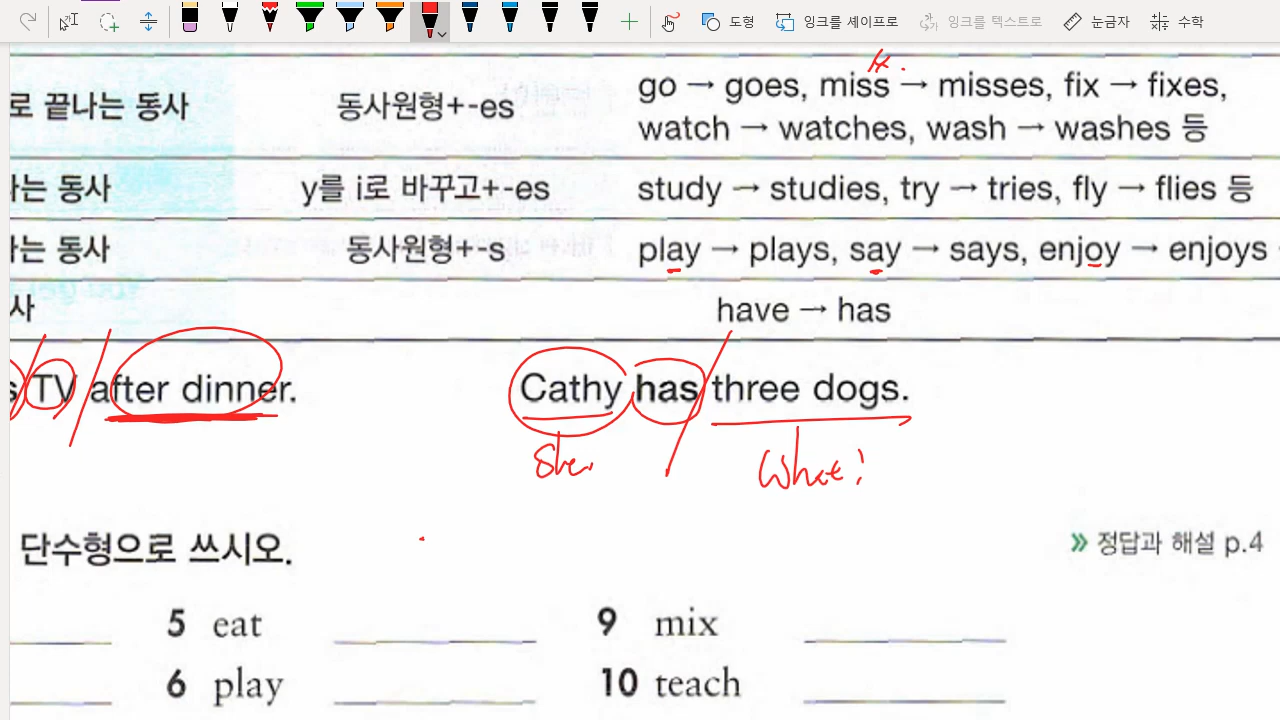 도형 잉크를 셰이프로 잉크를 텍스트로 눈금자 수학
로 끝나는 동사 동사원형+-es go → goes, miss → misses, fix → fixes,
watch → watches, wash → washes 등
는 동사 y를 i로 바꾸고+-es study → studies, try → tries, fly → flies 등
는 동사 동사원형+-s play → plays, say → says, enjoy → enjoys
사 have → has
s TV after dinner. Cathy has three dogs.
She. What?
단수형으로 쓰시오.
» 정답과 해설 p.4
5 eat 9 mix
6 play 10 teach